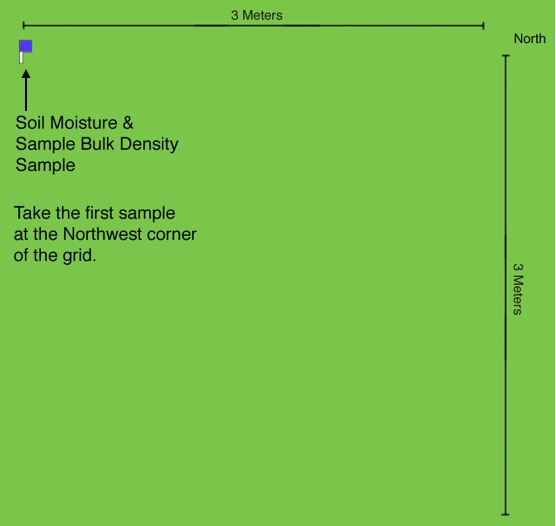 3 Meters
North
Soil Moisture &
Sample Bulk Density
Sample
Take the first sample
at the Northwest corner
of the grid.
3 Meters